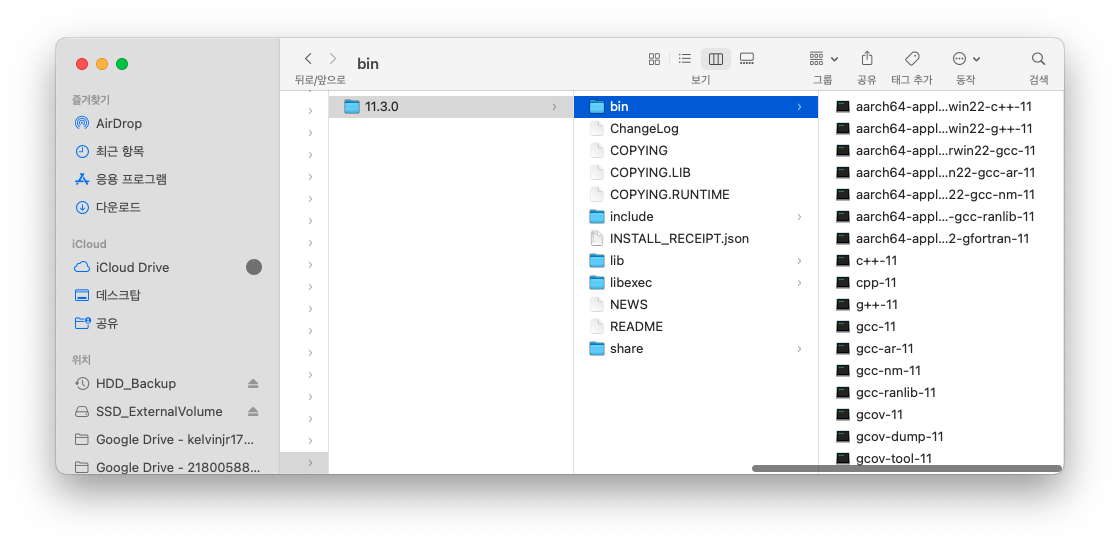 bin
뒤로/앞으로
보기
그룹
공유
태그 추가
동작
검색
즐겨찾기
AirDrop
최근 항목
응용 프로그램
다운로드
iCloud
iCloud Drive
데스크탑
공유
위치
HDD_Backup
SSD_ExternalVolume
Google Drive - kelvinjr17...
Google Drive - 21800588...
11.3.0
bin
ChangeLog
COPYING
COPYING.LIB
COPYING.RUNTIME
include
INSTALL_RECEIPT.json
lib
libexec
NEWS
README
share
aarch64-appl...win22-c++-11
aarch64-appl...win22-g++-11
aarch64-appl...rwin22-gcc-11
aarch64-appl...n22-gcc-ar-11
aarch64-appl...22-gcc-nm-11
aarch64-appl...-gcc-ranlib-11
aarch64-appl...2-gfortran-11
c++-11
cpp-11
g++-11
gcc-11
gcc-ar-11
gcc-nm-11
gcc-ranlib-11
gcov-11
gcov-dump-11
gcov-tool-11